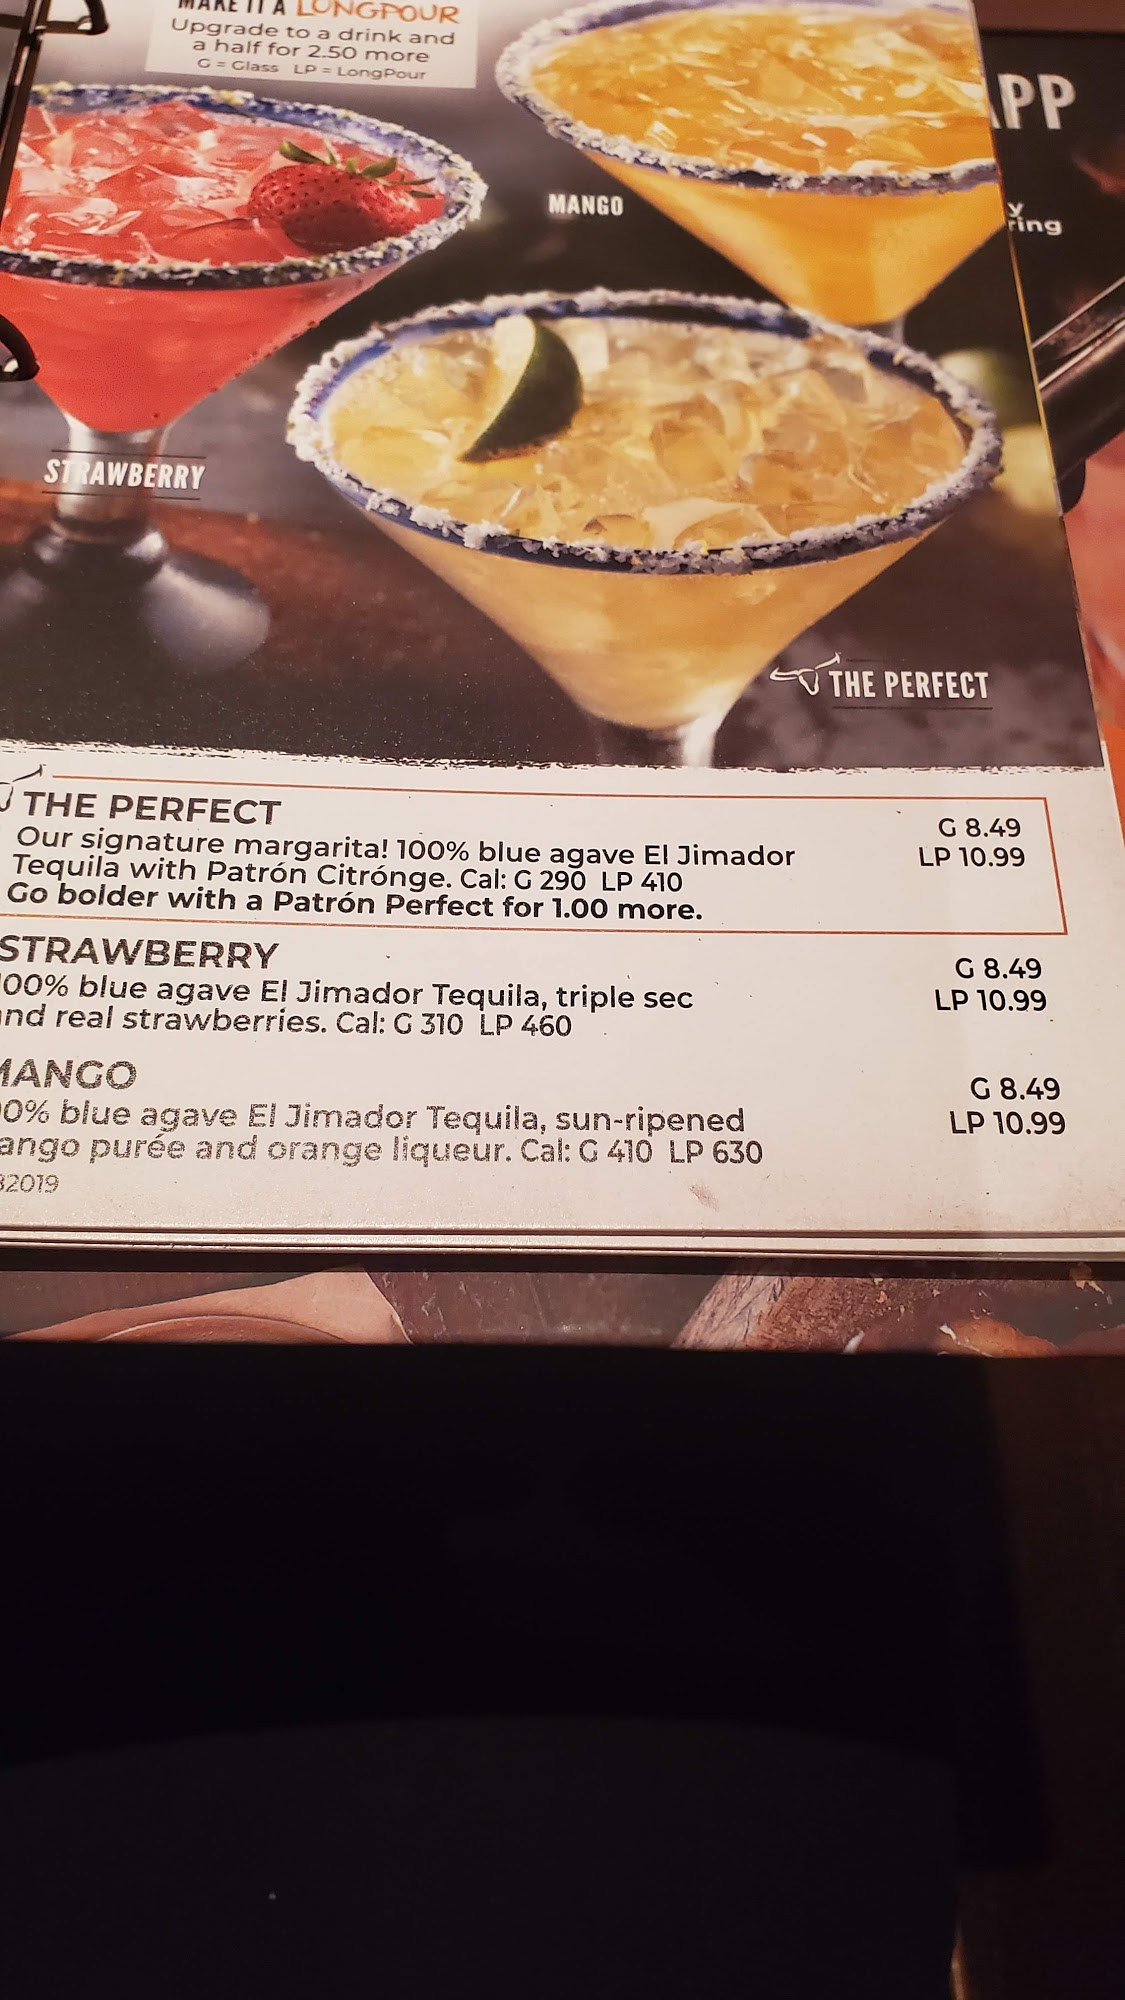 MAKE IT A LONGPOUR
Upgrade to a drink and
a half for 2.50 more
G = Glass LP = LongPour
APP
MANGO
y
ring
STRAWBERRY
THE PERFECT
THE PERFECT
G 8.49
Our signature margarita! 100% blue agave El Jimador
LP 10.99
Tequila with Patrón Citrónge. Cal: G 290 LP 410
Go bolder with a Patrón Perfect for 1.00 more.
STRAWBERRY
G 8.49
00% blue agave El Jimador Tequila, triple sec
LP 10.99
nd real strawberries. Cal: G 310 LP 460
MANGO
G 8.49
0% blue agave El Jimador Tequila, sun-ripened
LP 10.99
ango purée and orange liqueur. Cal: G 410 LP 630
32019